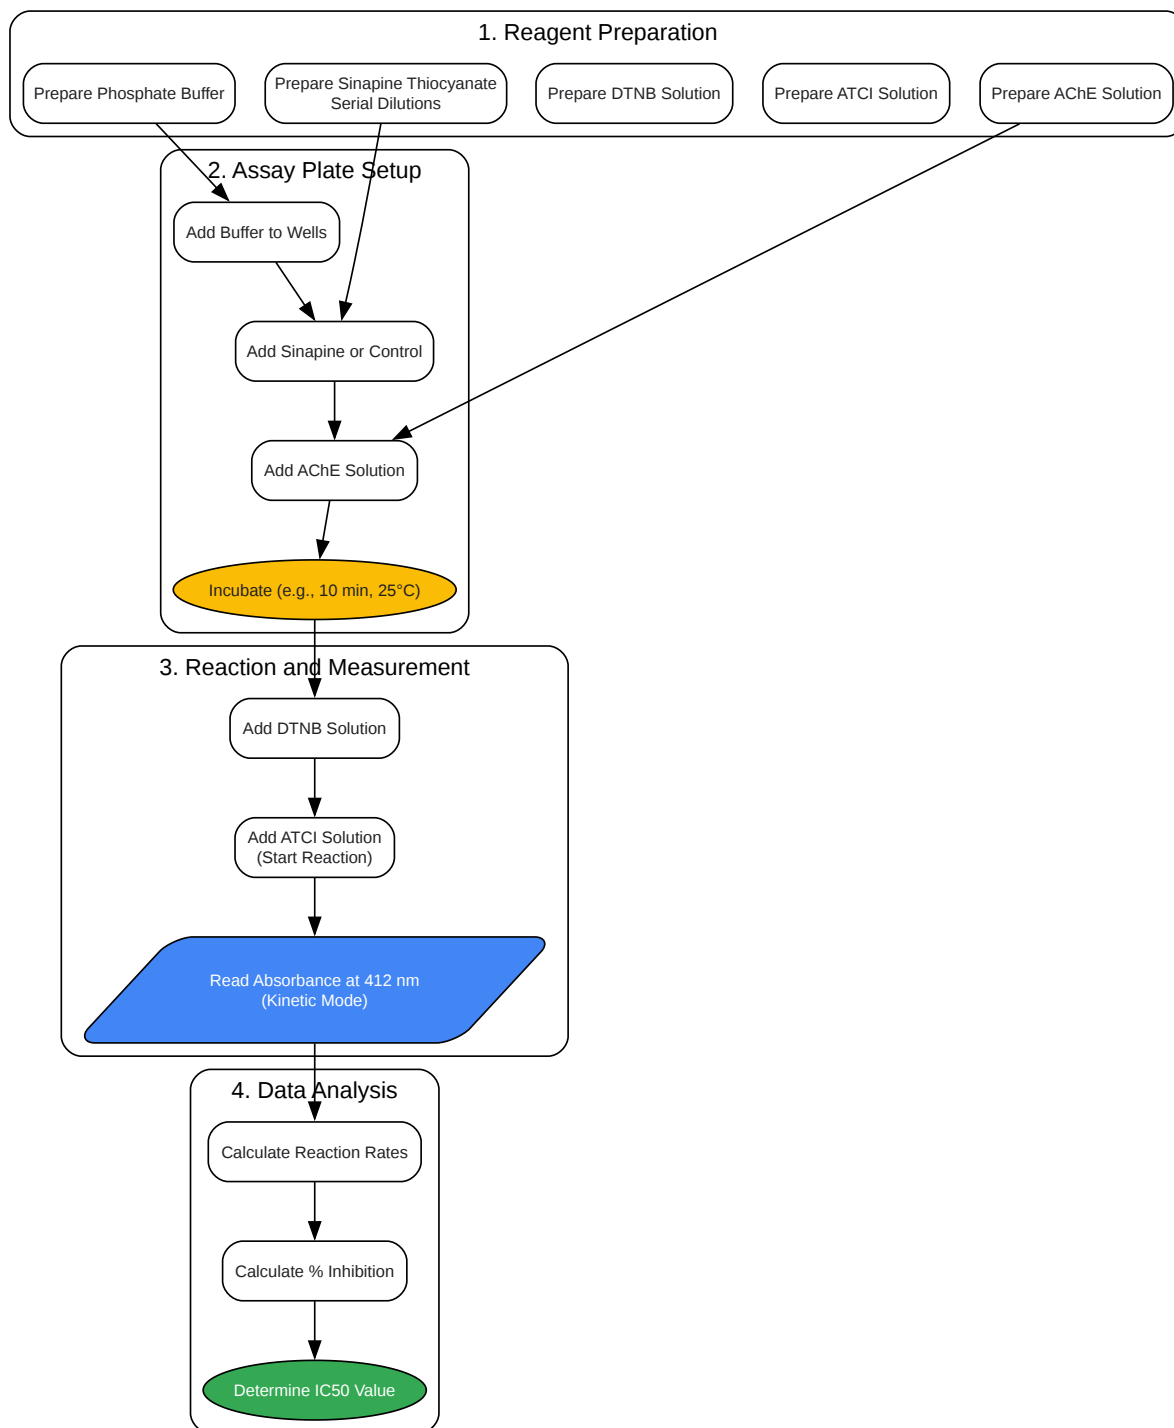 1. Reagent Preparation
Prepare Phosphate Buffer
Prepare Sinapine Thiocyanate
Serial Dilutions
Prepare DTNB Solution
Prepare ATCI Solution
Prepare AChE Solution
2. Assay Plate Setup
Add Buffer to Wells
Add Sinapine or Control
Add AChE Solution
Incubate (e.g., 10 min, 25°C)
3. Reaction and Measurement
Add DTNB Solution
Add ATCI Solution
(Start Reaction)
Read Absorbance at 412 nm
(Kinetic Mode)
4. Data Analysis
Calculate Reaction Rates
Calculate % Inhibition
Determine IC50 Value